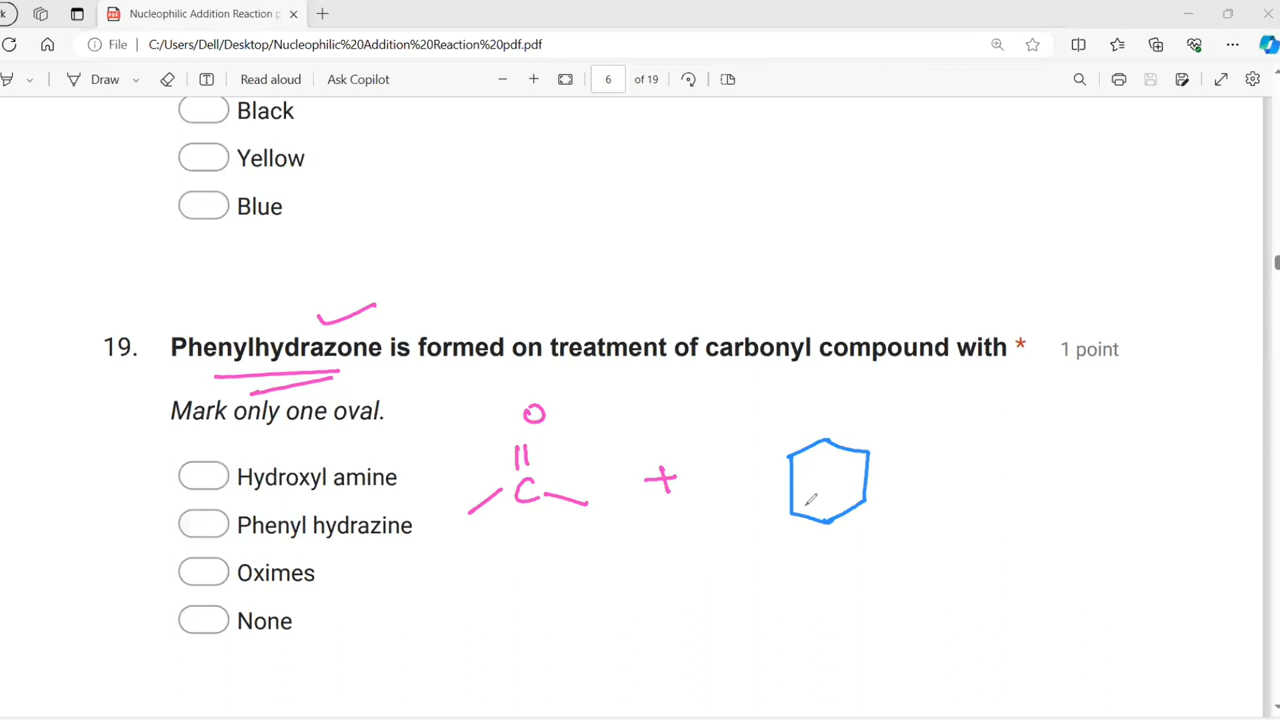 Nucleophilic Addition Reaction p
File C:/Users/Dell/Desktop/Nucleophilic%20Addition%20Reaction%20pdf.pdf
Draw Read aloud Ask Copilot 6 of 19
Black
Yellow
Blue
19. Phenylhydrazone is formed on treatment of carbonyl compound with * 1 point
Mark only one oval.
O
||
C +
Hydroxyl amine
Phenyl hydrazine
Oximes
None